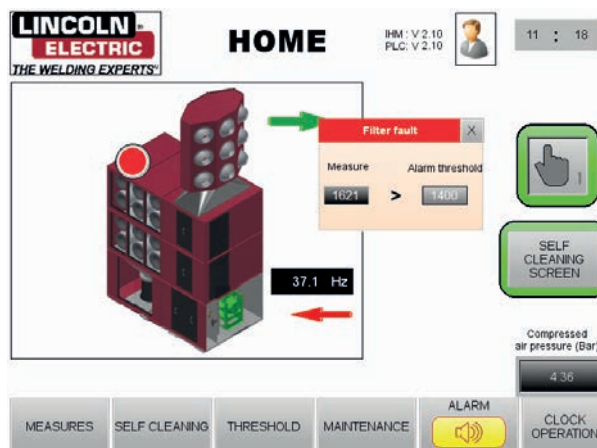 LINCOLN
ELECTRIC
THE WELDING EXPERTS
HOME
IHM : V 2.10
PLC : V 2.10
11 : 18
Filter fault X
Measure Alarm threshold
1621 > 1400
I
37.1 Hz
SELF
CLEANING
SCREEN
Compressed
air pressure (Bar)
4.36
MEASURES
SELF CLEANING
THRESHOLD
MAINTENANCE
ALARM
CLOCK
OPERATION